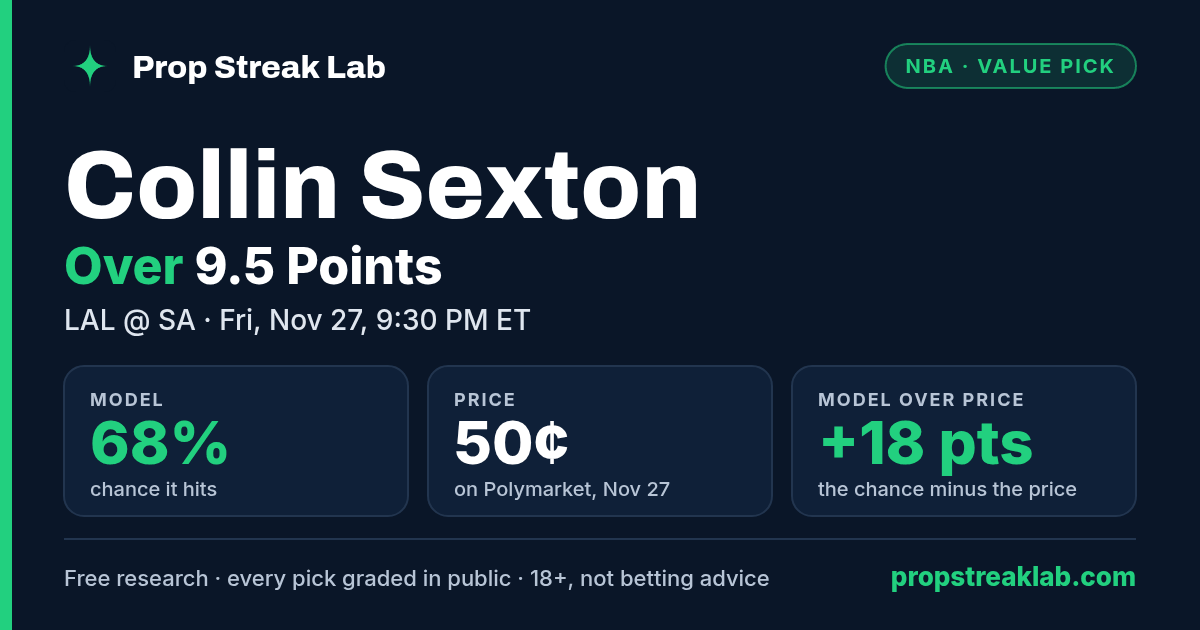 Prop Streak Lab
NBA · VALUE PICK
Collin Sexton
Over 9.5 Points
LAL @ SA · Fri, Nov 27, 9:30 PM ET
MODEL
68%
chance it hits
PRICE
50¢
on Polymarket, Nov 27
MODEL OVER PRICE
+18 pts
the chance minus the price
Free research · every pick graded in public · 18+, not betting advice
propstreaklab.com